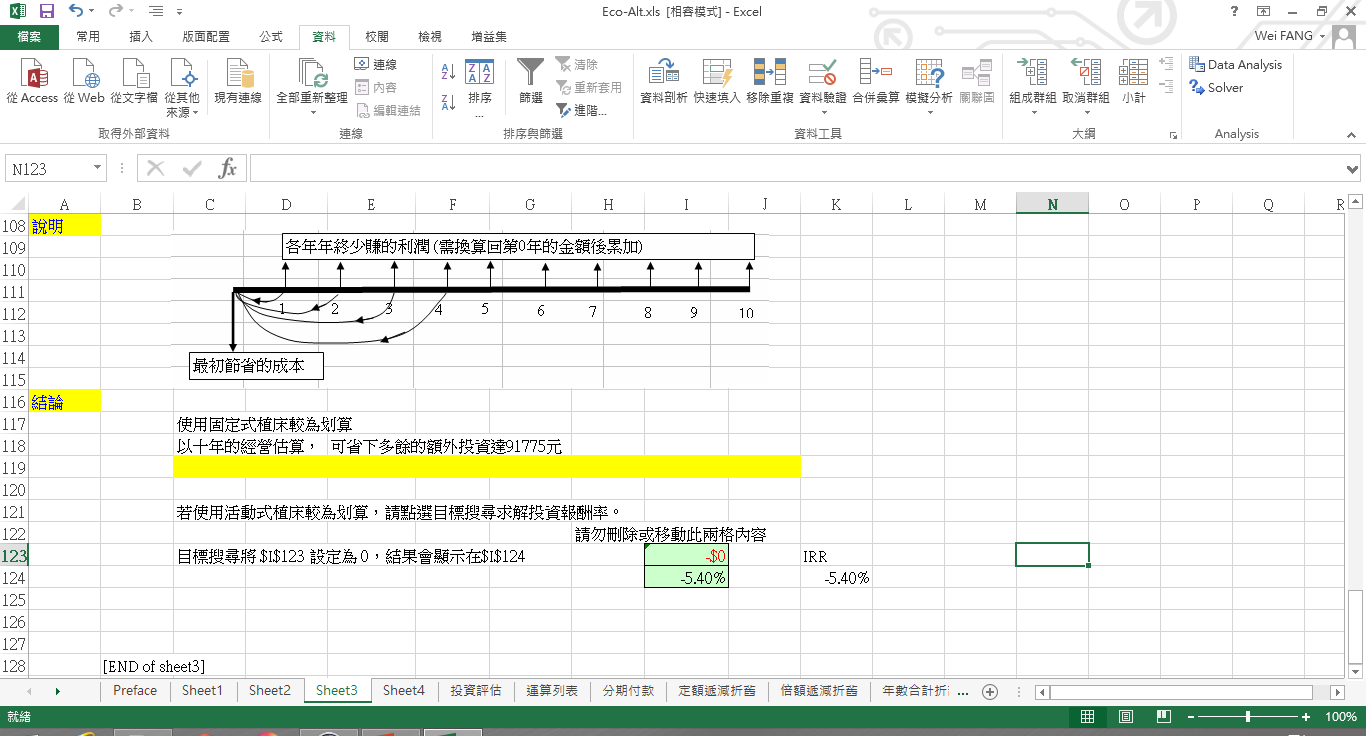 Eco-Alt.xls [相容模式] - Excel
檔案 常用 插入 版面配置 公式 資料 校閱 檢視 增益集 Wei FANG
從 Access 從 Web 從文字檔 從其他來源 現有連線 全部重新整理 連線 內容 編輯連結 排序... 篩選 清除 重新套用 進階... 資料剖析 快速填入 移除重複 資料驗證 合併彙算 模擬分析 關聯圖 組成群組 取消群組 小計 Data Analysis Solver
取得外部資料 連線 排序與篩選 資料工具 大綱 Analysis
N123 fx
A B C D E F G H I J K L M N O P Q R
108 說明
109 各年年終少賺的利潤(需換算回第0年的金額後累加)
110
111
112 1 2 3 4 5 6 7 8 9 10
113
114
115 最初節省的成本
116 結論
117 使用固定式植床較為划算
118 以十年的經營估算， 可省下多餘的額外投資達91775元
119
120
121 若使用活動式植床較為划算，請點選目標搜尋求解投資報酬率。
122 請勿刪除或移動此兩格內容
123 目標搜尋將 $I$123 設定為 0，結果會顯示在$I$124 -$0 IRR
124 -5.40% -5.40%
125
126
127
128 [END of sheet3]
Preface Sheet1 Sheet2 Sheet3 Sheet4 投資評估 運算列表 分期付款 定額遞減折舊 倍額遞減折舊 年數合計折 ...
就緒 100%